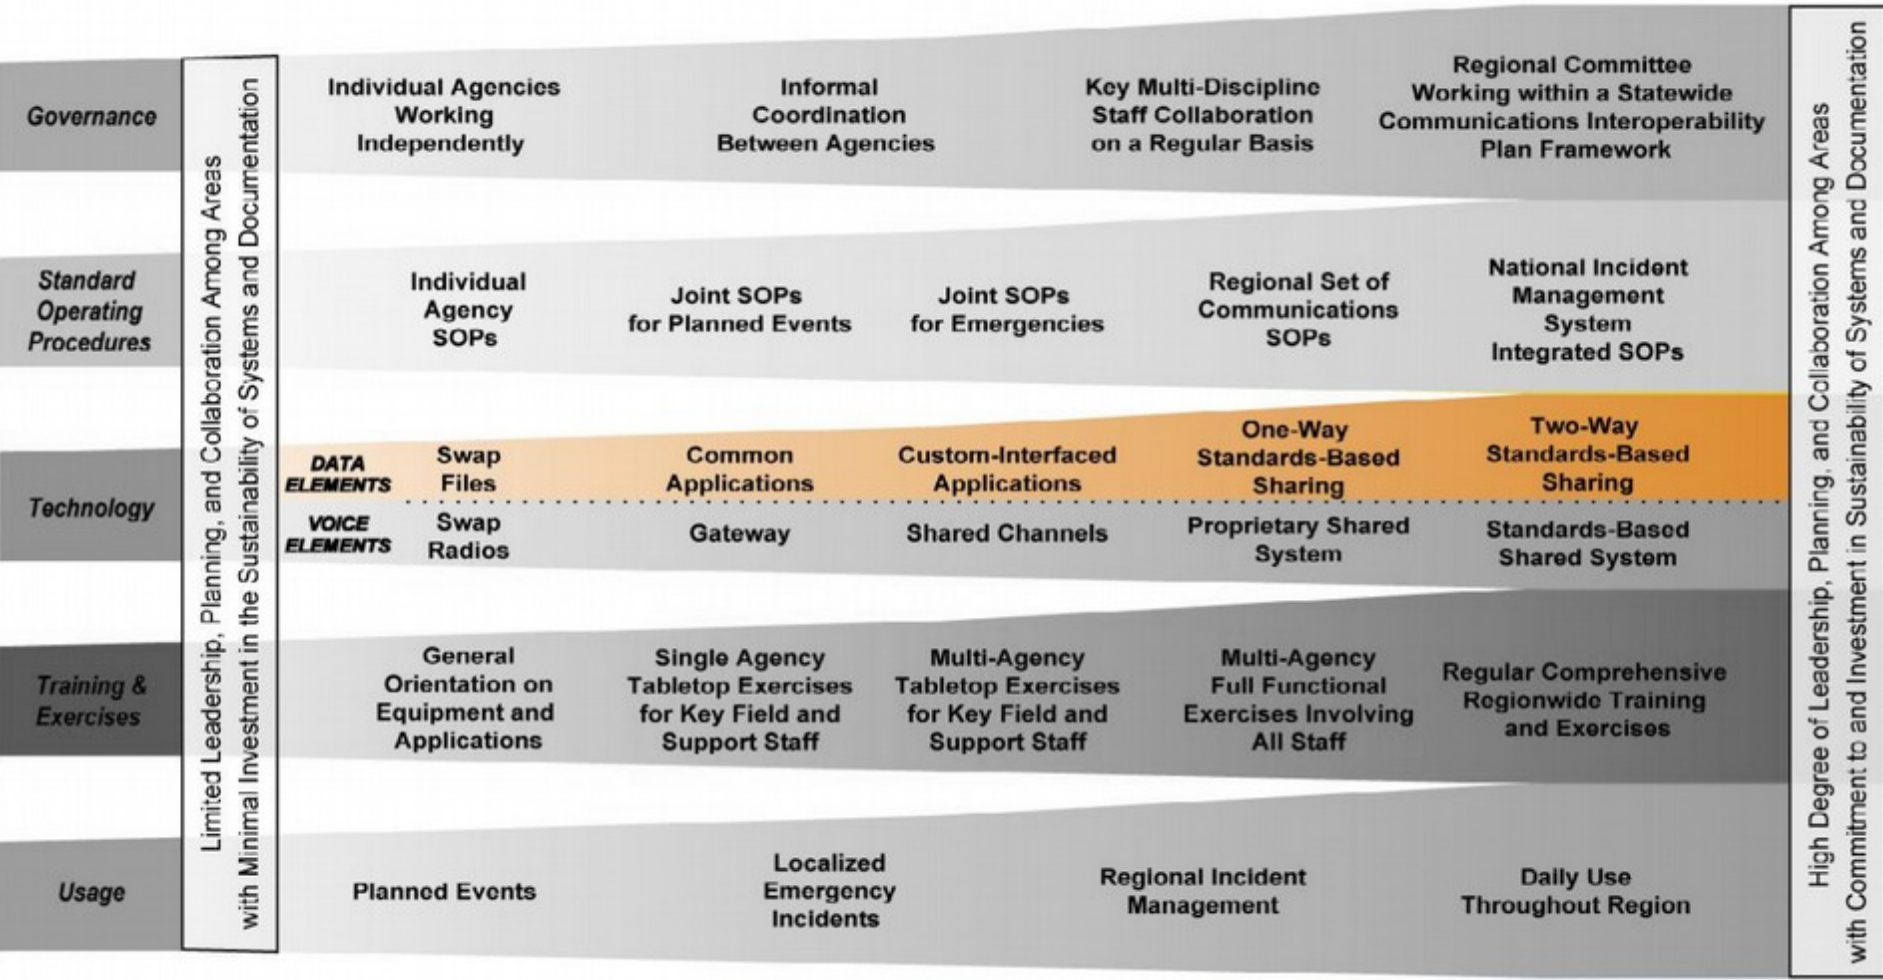 Governance
Individual Agencies
Working
Independently
Informal
Coordination
Between Agencies
Key Multi-Discipline
Staff Collaboration
on a Regular Basis
Regional Committee
Working within a Statewide
Communications Interoperability
Plan Framework
Standard
Operating
Procedures
Individual
Agency
SOPs
Joint SOPs
for Planned Events
Joint SOPs
for Emergencies
Regional Set of
Communications
SOPs
National Incident
Management
System
Integrated SOPs
Technology
DATA
ELEMENTS
Swap
Files
Common
Applications
Custom-Interfaced
Applications
One-Way
Standards-Based
Sharing
Two-Way
Standards-Based
Sharing
VOICE
ELEMENTS
Swap
Radios
Gateway
Shared Channels
Proprietary Shared
System
Standards-Based
Shared System
Training &
Exercises
General
Orientation on
Equipment and
Applications
Single Agency
Tabletop Exercises
for Key Field and
Support Staff
Multi-Agency
Tabletop Exercises
for Key Field and
Support Staff
Multi-Agency
Full Functional
Exercises Involving
All Staff
Regular Comprehensive
Regionwide Training
and Exercises
Usage
Planned Events
Localized
Emergency
Incidents
Regional Incident
Management
Daily Use
Throughout Region
Limited Leadership, Planning, and Collaboration Among Areas
with Minimal Investment in the Sustainability of Systems and Documentation
High Degree of Leadership, Planning, and Collaboration Among Areas
with Commitment to and Investment in Sustainability of Systems and Documentation